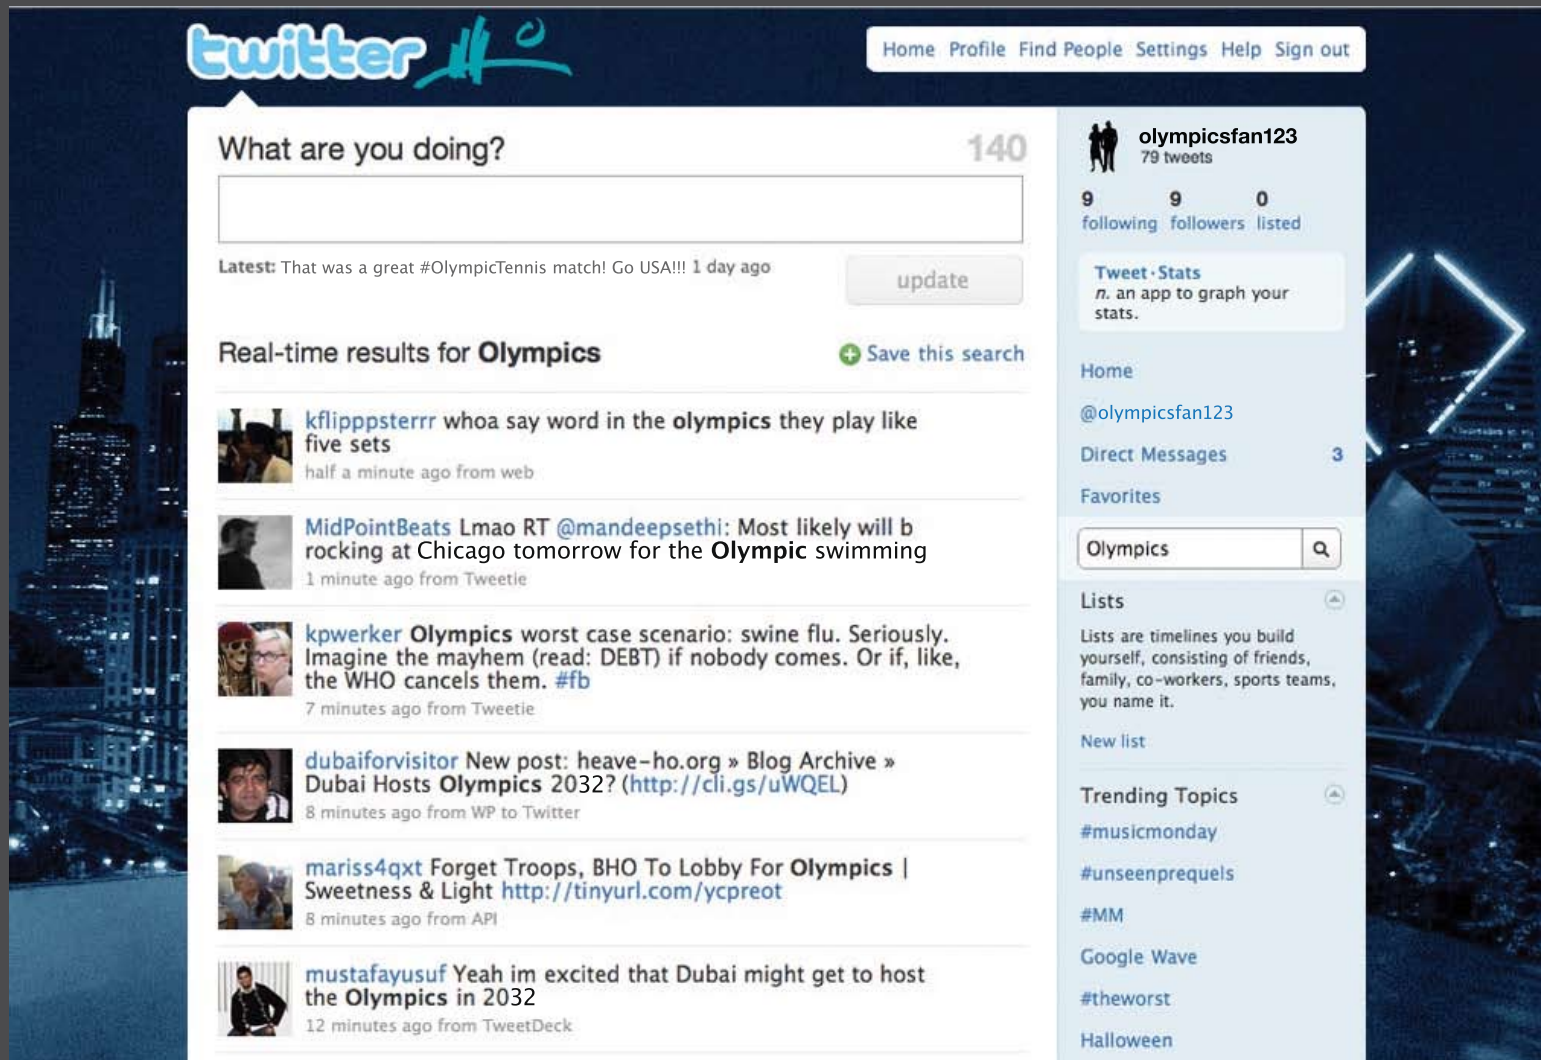 twitter
Home Profile Find People Settings Help Sign out
What are you doing?
140
Latest: That was a great #OlympicTennis match! Go USA!!! 1 day ago
update
Real-time results for Olympics
Save this search
kflipppsterrr whoa say word in the olympics they play like
five sets
half a minute ago from web
MidPointBeats Lmao RT @mandeepsethi: Most likely will b
rocking at Chicago tomorrow for the Olympic swimming
1 minute ago from Tweetie
kpwerker Olympics worst case scenario: swine flu. Seriously.
Imagine the mayhem (read: DEBT) if nobody comes. Or if, like,
the WHO cancels them. #fb
7 minutes ago from Tweetie
dubaiforvisitor New post: heave-ho.org » Blog Archive »
Dubai Hosts Olympics 2032? (http://cli.gs/uWQEL)
8 minutes ago from WP to Twitter
mariss4qxt Forget Troops, BHO To Lobby For Olympics |
Sweetness & Light http://tinyurl.com/ycpreot
8 minutes ago from API
mustafayusuf Yeah im excited that Dubai might get to host
the Olympics in 2032
12 minutes ago from TweetDeck
olympicsfan123
79 tweets
9 9 0
following followers listed
Tweet·Stats
n. an app to graph your
stats.
Home
@olympicsfan123
Direct Messages 3
Favorites
Olympics
Lists
Lists are timelines you build
yourself, consisting of friends,
family, co-workers, sports teams,
you name it.
New list
Trending Topics
#musicmonday
#unseenprequels
#MM
Google Wave
#theworst
Halloween